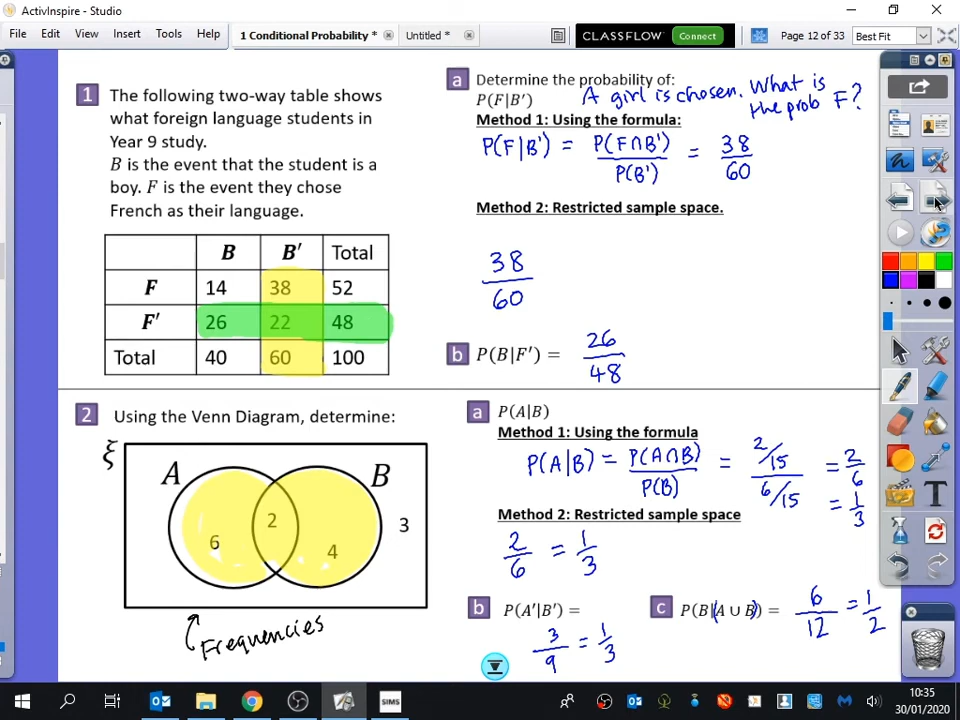 ActivInspire - Studio
File Edit View Insert Tools Help
1 Conditional Probability *
Untitled *
CLASSFLOW Connect
Page 12 of 33
Best Fit
1 The following two-way table shows
what foreign language students in
Year 9 study.
B is the event that the student is a
boy. F is the event they chose
French as their language.
B B′ Total
F 14 38 52
F′ 26 22 48
Total 40 60 100
a Determine the probability of:
P(F|B′)
A girl is chosen. What is
the prob F?
Method 1: Using the formula:
P(F|B') = P(F∩B')/P(B') = 38/60
Method 2: Restricted sample space.
38/60
b P(B|F′) = 26/48
2 Using the Venn Diagram, determine:
ξ
A B
6 2 4 3
Frequencies
a P(A|B)
Method 1: Using the formula
P(A|B) = P(A∩B)/P(B) = 2/15 / 6/15 = 2/6
= 1/3
Method 2: Restricted sample space
2/6 = 1/3
b P(A′|B′) =
3/9 = 1/3
c P(B|(A ∪ B)) = 6/12 = 1/2
SIMS
10:35
30/01/2020